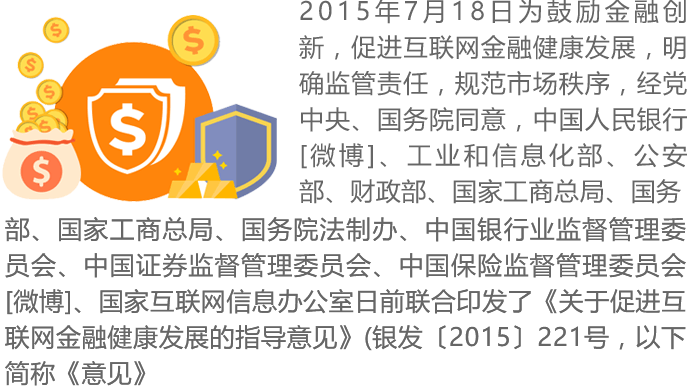 2015年7月18日为鼓励金融创
新，促进互联网金融健康发展，明
确监管责任，规范市场秩序，经党
中央、国务院同意，中国人民银行
[微博]、工业和信息化部、公安
部、财政部、国家工商总局、国务
部、国家工商总局、国务院法制办、中国银行业监督管理委
员会、中国证券监督管理委员会、中国保险监督管理委员会
[微博]、国家互联网信息办公室日前联合印发了《关于促进互
联网金融健康发展的指导意见》(银发〔2015〕221号，以下
简称《意见》